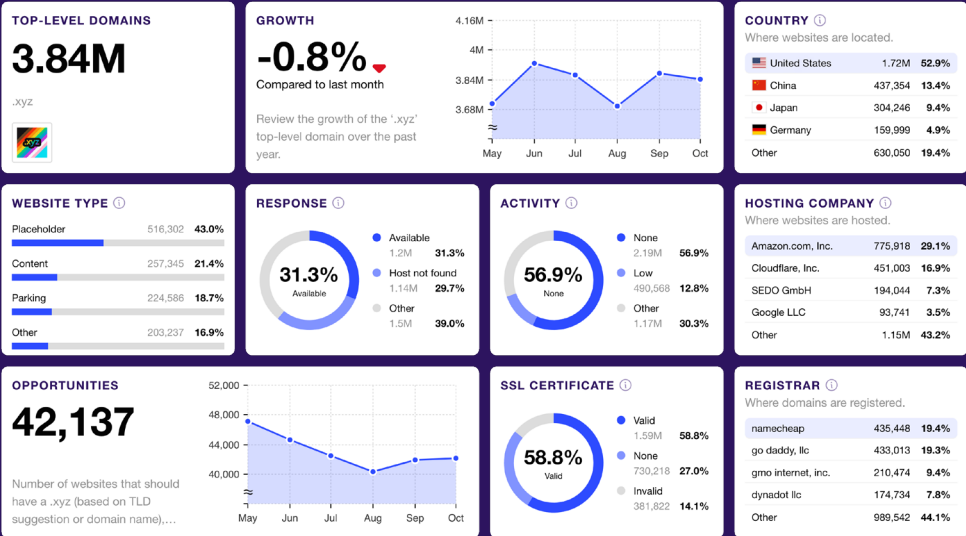 TOP-LEVEL DOMAINS
3.84M
.xyz
.xyz
GROWTH
-0.8%
Compared to last month
Review the growth of the ‘.xyz’
top-level domain over the past
year.
4.16M
4M
3.84M
3.68M
May Jun Jul Aug Sep Oct
COUNTRY
Where websites are located.
United States 1.72M 52.9%
China 437,354 13.4%
Japan 304,246 9.4%
Germany 159,999 4.9%
Other 630,050 19.4%
WEBSITE TYPE
Placeholder 516,302 43.0%
Content 257,345 21.4%
Parking 224,586 18.7%
Other 203,237 16.9%
RESPONSE
31.3%
Available
Available
1.2M 31.3%
Host not found
1.14M 29.7%
Other
1.5M 39.0%
ACTIVITY
56.9%
None
None
2.19M 56.9%
Low
490,568 12.8%
Other
1.17M 30.3%
HOSTING COMPANY
Where websites are hosted.
Amazon.com, Inc. 775,918 29.1%
Cloudflare, Inc. 451,003 16.9%
SEDO GmbH 194,044 7.3%
Google LLC 93,741 3.5%
Other 1.15M 43.2%
OPPORTUNITIES
42,137
Number of websites that should
have a .xyz (based on TLD
suggestion or domain name),...
52,000
48,000
44,000
40,000
May Jun Jul Aug Sep Oct
SSL CERTIFICATE
58.8%
Valid
Valid
1.59M 58.8%
None
730,218 27.0%
Invalid
381,822 14.1%
REGISTRAR
Where domains are registered.
namecheap 435,448 19.4%
go daddy, llc 433,013 19.3%
gmo internet, inc. 210,474 9.4%
dynadot llc 174,734 7.8%
Other 989,542 44.1%